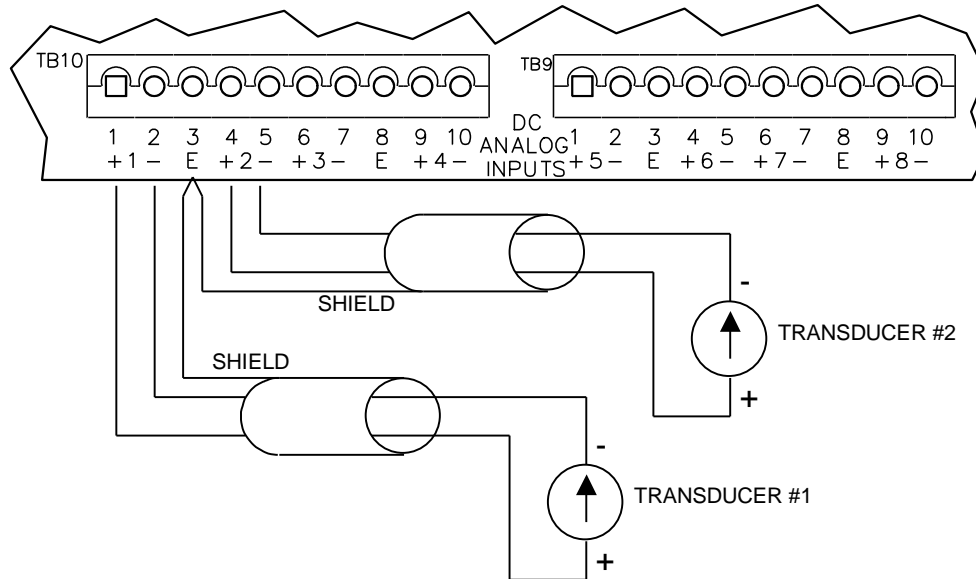 TB10
TB9
1 2 3 4 5 6 7 8 9 10
DC
1 2 3 4 5 6 7 8 9 10
+1- E +2- +3- E +4-
ANALOG
+5- E +6- +7- E +8-
INPUTS
SHIELD
-
TRANSDUCER #2
SHIELD
+
-
TRANSDUCER #1
+